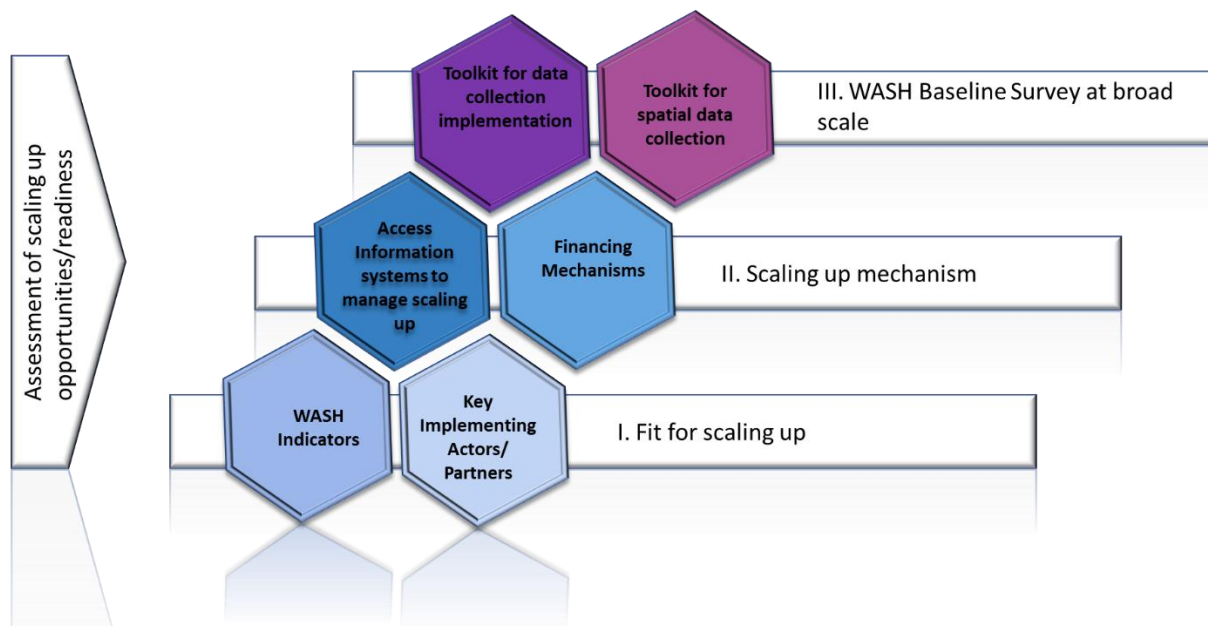 Assessment of scaling up
opportunities/readiness
Toolkit for data
collection
implementation
Toolkit for
spatial data
collection
III. WASH Baseline Survey at broad
scale
Access
Information
systems to
manage scaling
up
Financing
Mechanisms
II. Scaling up mechanism
WASH
Indicators
Key
Implementing
Actors/
Partners
I. Fit for scaling up